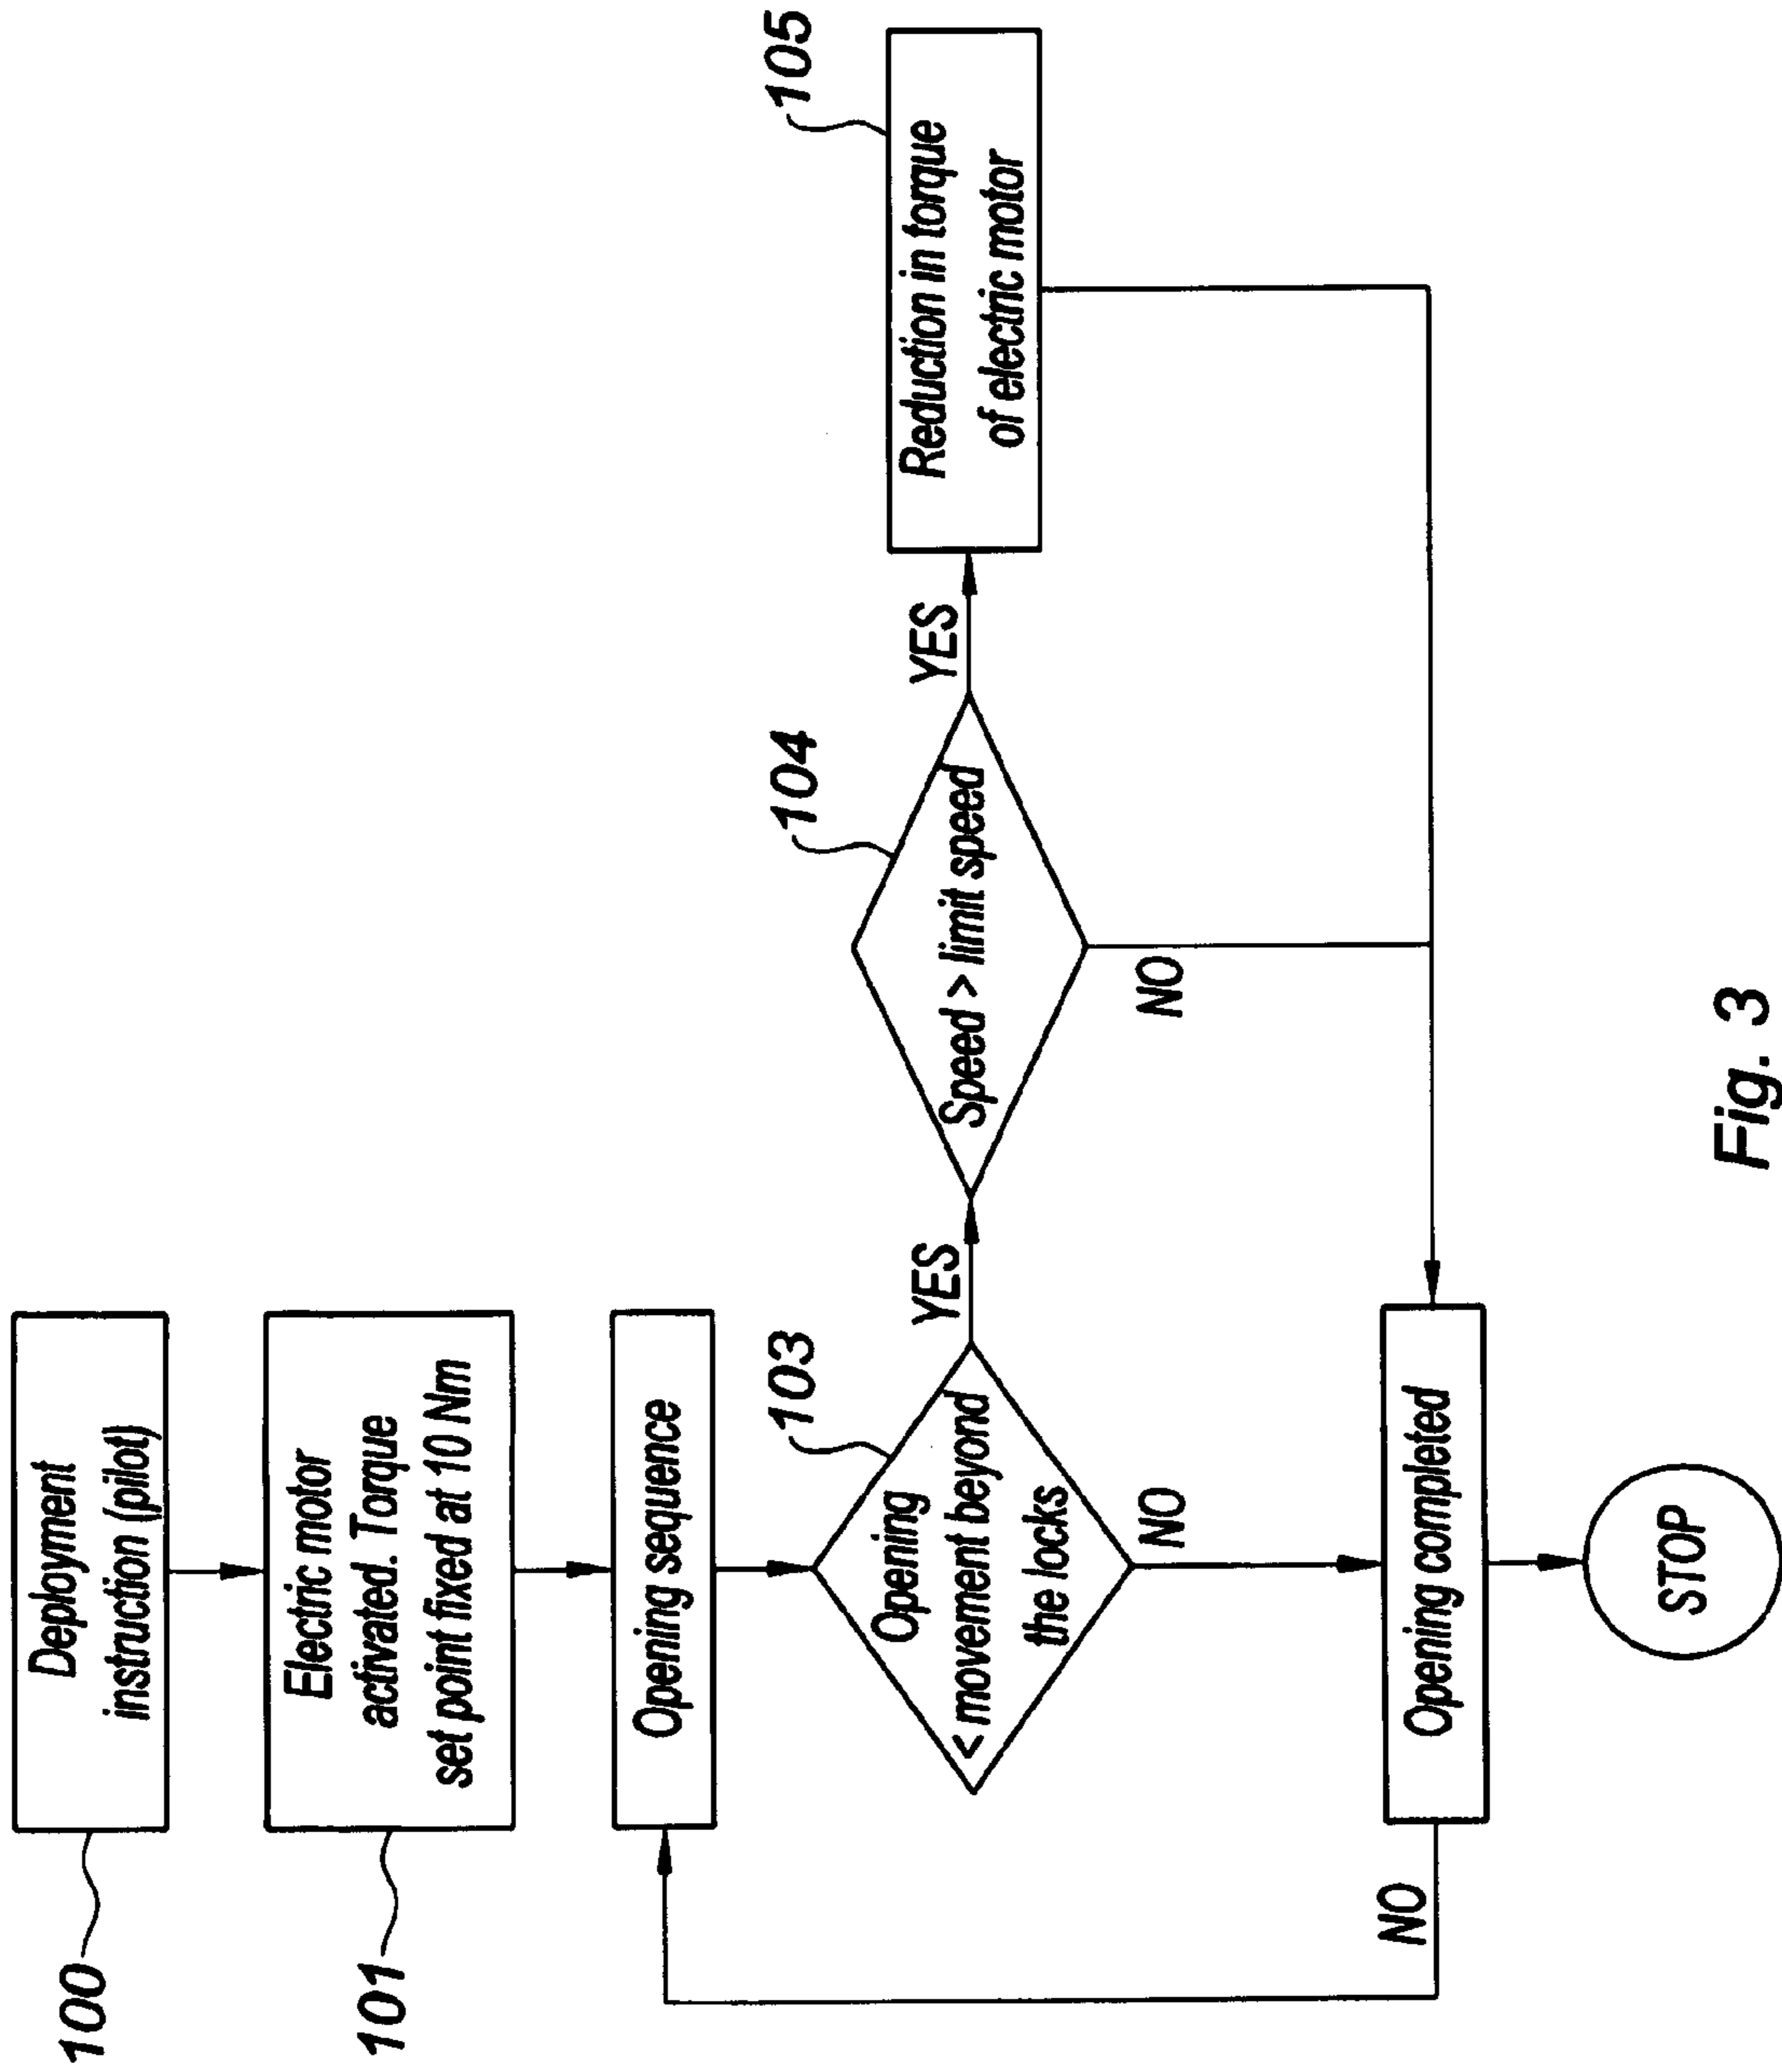 100
Deployment
instruction (pilot)
101
Electric motor
activated. Torque
set point fixed at 10 Nm
Opening sequence
103
Opening
< movement beyond
the locks
YES
NO
104
Speed > limit speed
YES
NO
105
Reduction in torque
of electric motor
Opening completed
NO
STOP
Fig. 3